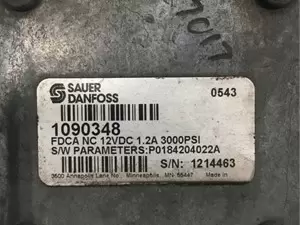 7017
SAUER
DANFOSS
0543
1090348
FDCA NC 12VDC 1.2A 3000PSI
S/W PARAMETERS:P0184204022A
S/N: 1214463
3500 Annapolis Lane No. Minneapolis, MN 55447 Made in